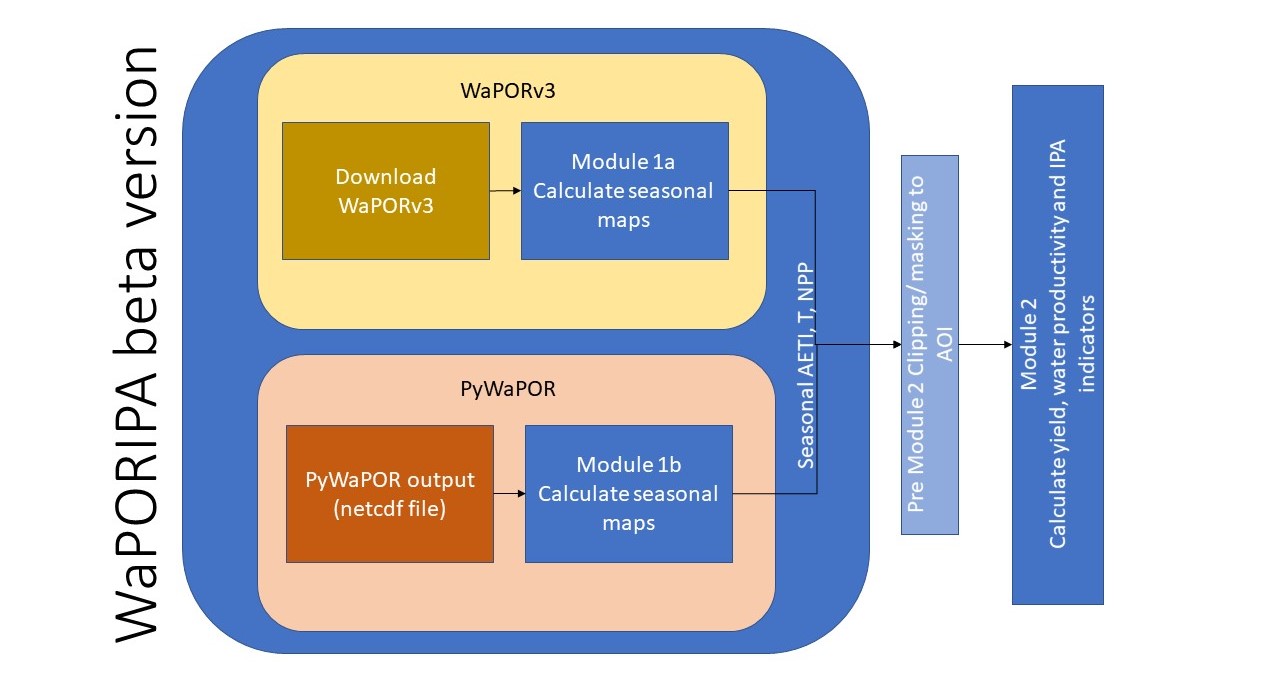 WaPORIPA beta version
WaPORv3
Download
WaPORv3
Module 1a
Calculate seasonal
maps
PyWaPOR
PyWaPOR output
(netcdf file)
Module 1b
Calculate seasonal
maps
Seasonal AETI, T, NPP
Pre Module 2 Clipping/ masking to
AOI
Module 2
Calculate yield, water productivity and IPA
indicators